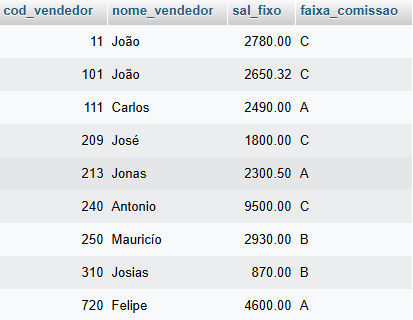 cod_vendedor nome_vendedor sal_fixo faixa_comissao
11 João 2780.00 C
101 João 2650.32 C
111 Carlos 2490.00 A
209 José 1800.00 C
213 Jonas 2300.50 A
240 Antonio 9500.00 C
250 Mauricío 2930.00 B
310 Josias 870.00 B
720 Felipe 4600.00 A